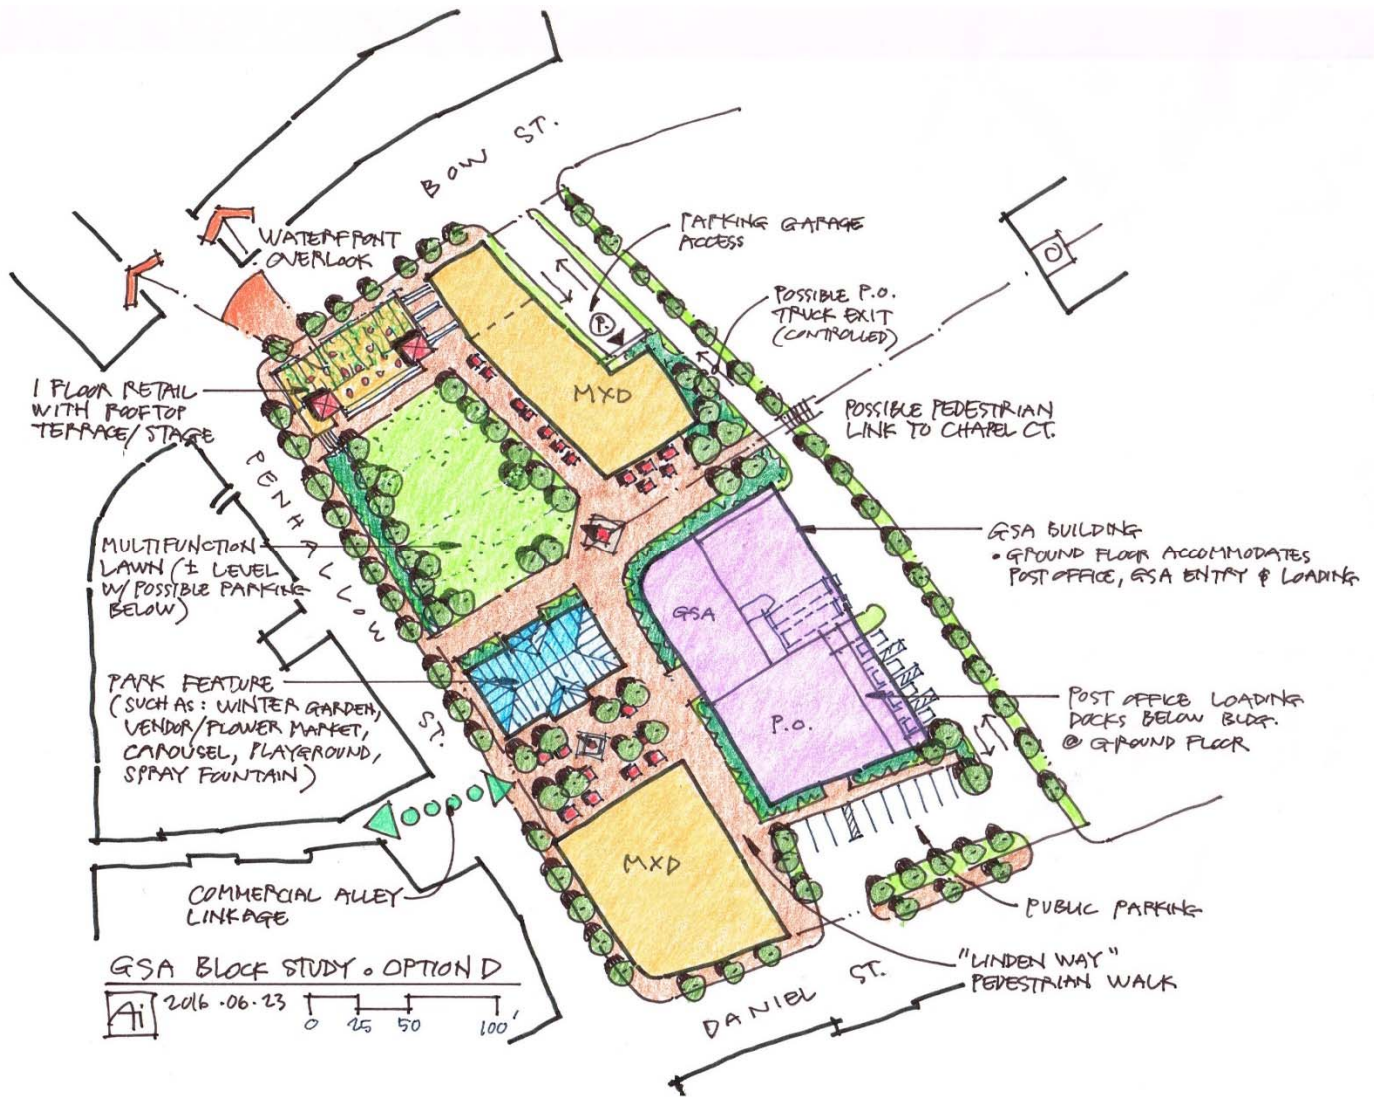 BOW ST.
WATERFRONT
OVERLOOK
PARKING GARAGE
ACCESS
POSSIBLE P.O.
TRUCK EXIT
(CONTROLLED)
P.
1 FLOOR RETAIL
WITH ROOFTOP
TERRACE/STAGE
MXD
POSSIBLE PEDESTRIAN
LINK TO CHAPEL CT.
PENHALLOW ST.
MULTIFUNCTION
LAWN (± LEVEL
W/ POSSIBLE PARKING
BELOW)
GSA BUILDING
• GROUND FLOOR ACCOMMODATES
POST OFFICE, GSA ENTRY & LOADING
GSA
PARK FEATURE
(SUCH AS: WINTER GARDEN,
VENDOR/FLOWER MARKET,
CAROUSEL, PLAYGROUND,
SPRAY FOUNTAIN)
P.O.
POST OFFICE LOADING
DOCKS BELOW BLDG.
@ GROUND FLOOR
MXD
COMMERCIAL ALLEY
LINKAGE
PUBLIC PARKING
"LINDEN WAY"
PEDESTRIAN WALK
DANIEL ST.
GSA BLOCK STUDY • OPTION D
Ai 2016.06.23
0 25 50 100'